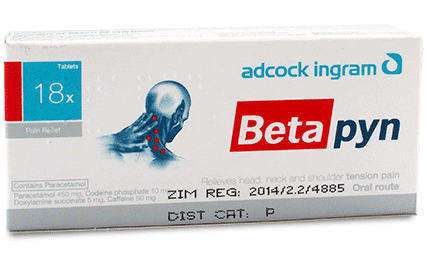 Tablets
18x
Pain Relief
adcock ingram
Betapyn
Relieves head, neck and shoulder tension pain
Oral route
Contains Paracetamol
Paracetamol 450 mg, Codeine phosphate 10 mg
Doxylamine succinate 5 mg, Caffeine 50 mg
ZIM REG: 2014/2.2/4885
DIST CAT: P